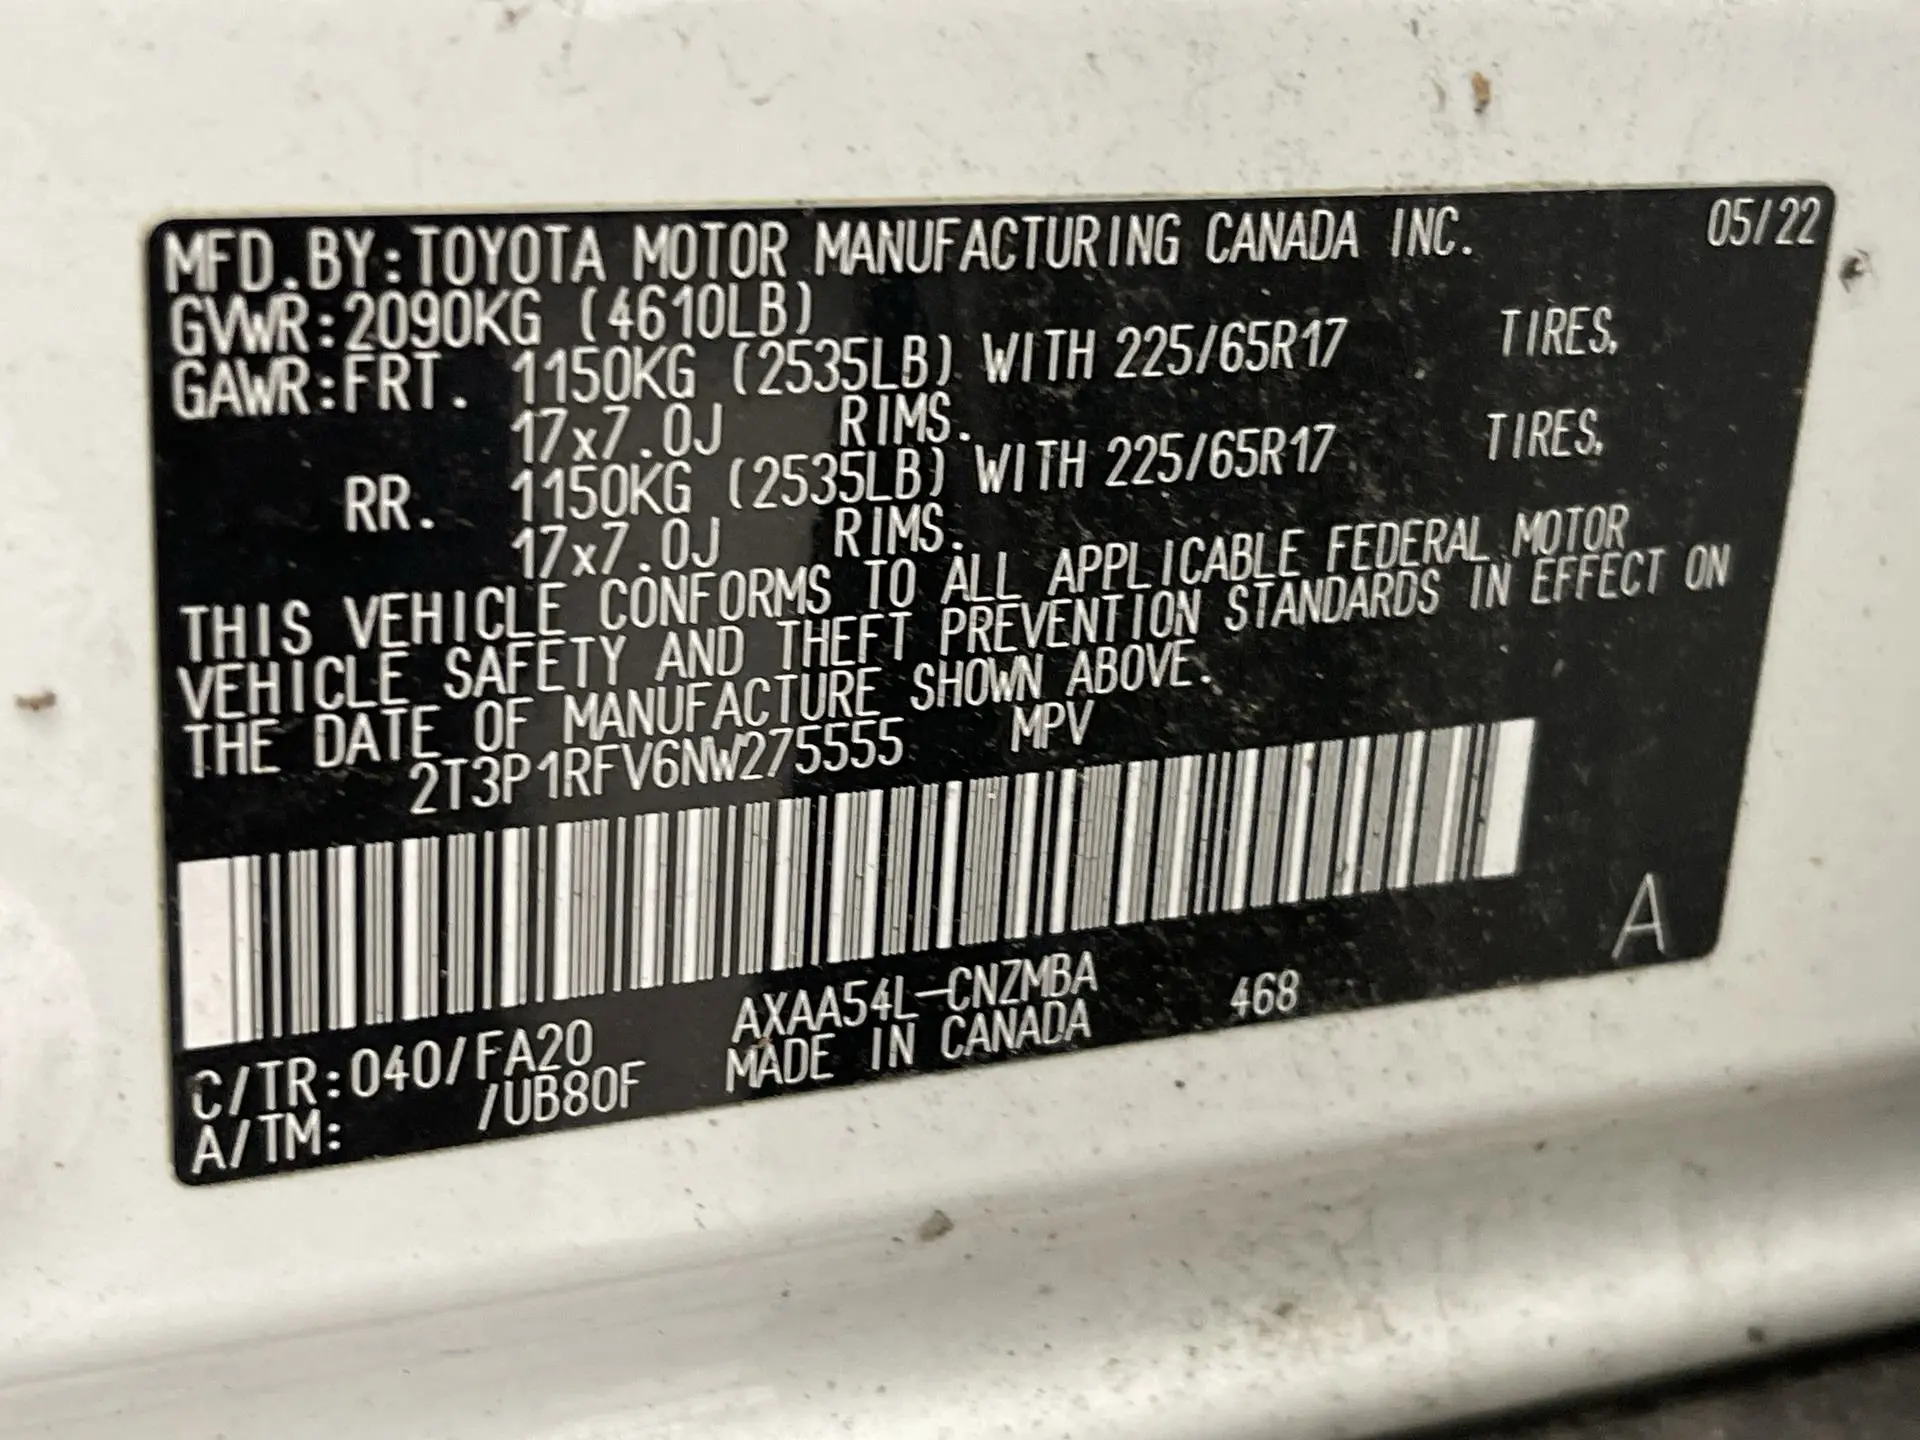 MFD.BY:TOYOTA MOTOR MANUFACTURING CANADA INC. 05/22
GVWR:2090KG (4610LB)
GAWR:FRT. 1150KG (2535LB) WITH 225/65R17 TIRES,
17x7.0J RIMS.
RR. 1150KG (2535LB) WITH 225/65R17 TIRES,
17x7.0J RIMS.
THIS VEHICLE CONFORMS TO ALL APPLICABLE FEDERAL MOTOR
VEHICLE SAFETY AND THEFT PREVENTION STANDARDS IN EFFECT ON
THE DATE OF MANUFACTURE SHOWN ABOVE.
2T3P1RFV6NW275555 MPV
A
C/TR:040/FA20 AXAA54L-CNZMBA 468
A/TM: /UB80F MADE IN CANADA